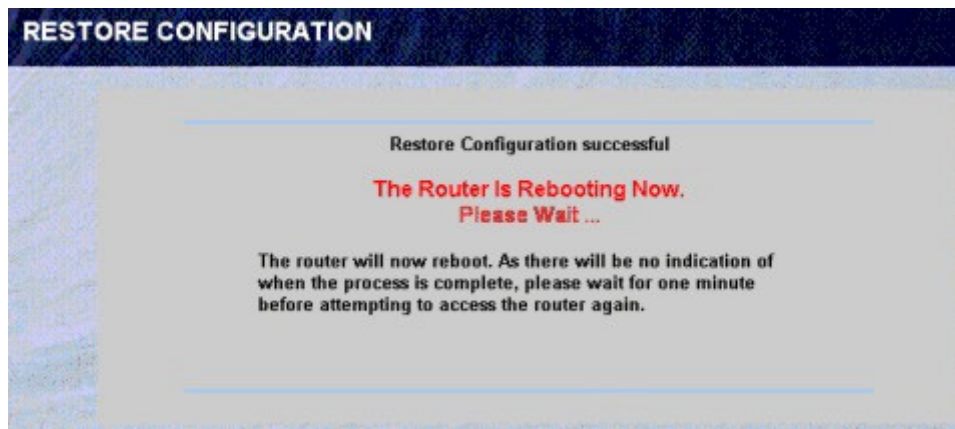 RESTORE CONFIGURATION
Restore Configuration successful
The Router Is Rebooting Now.
Please Wait ...
The router will now reboot. As there will be no indication of
when the process is complete, please wait for one minute
before attempting to access the router again.